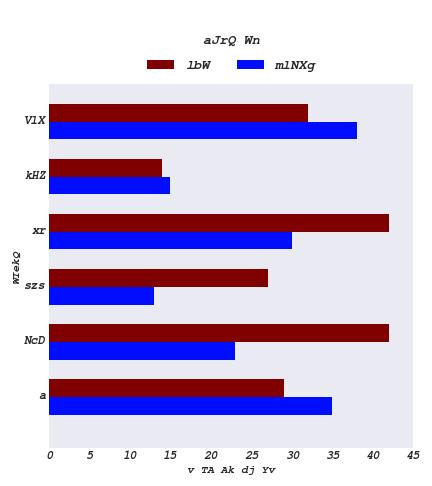 aJrQ Wn
lbW
mlNXg
VlX
kHZ
xr
szs
NcD
a
WIekQ
0 5 10 15 20 25 30 35 40 45
v TA Ak dj Yv